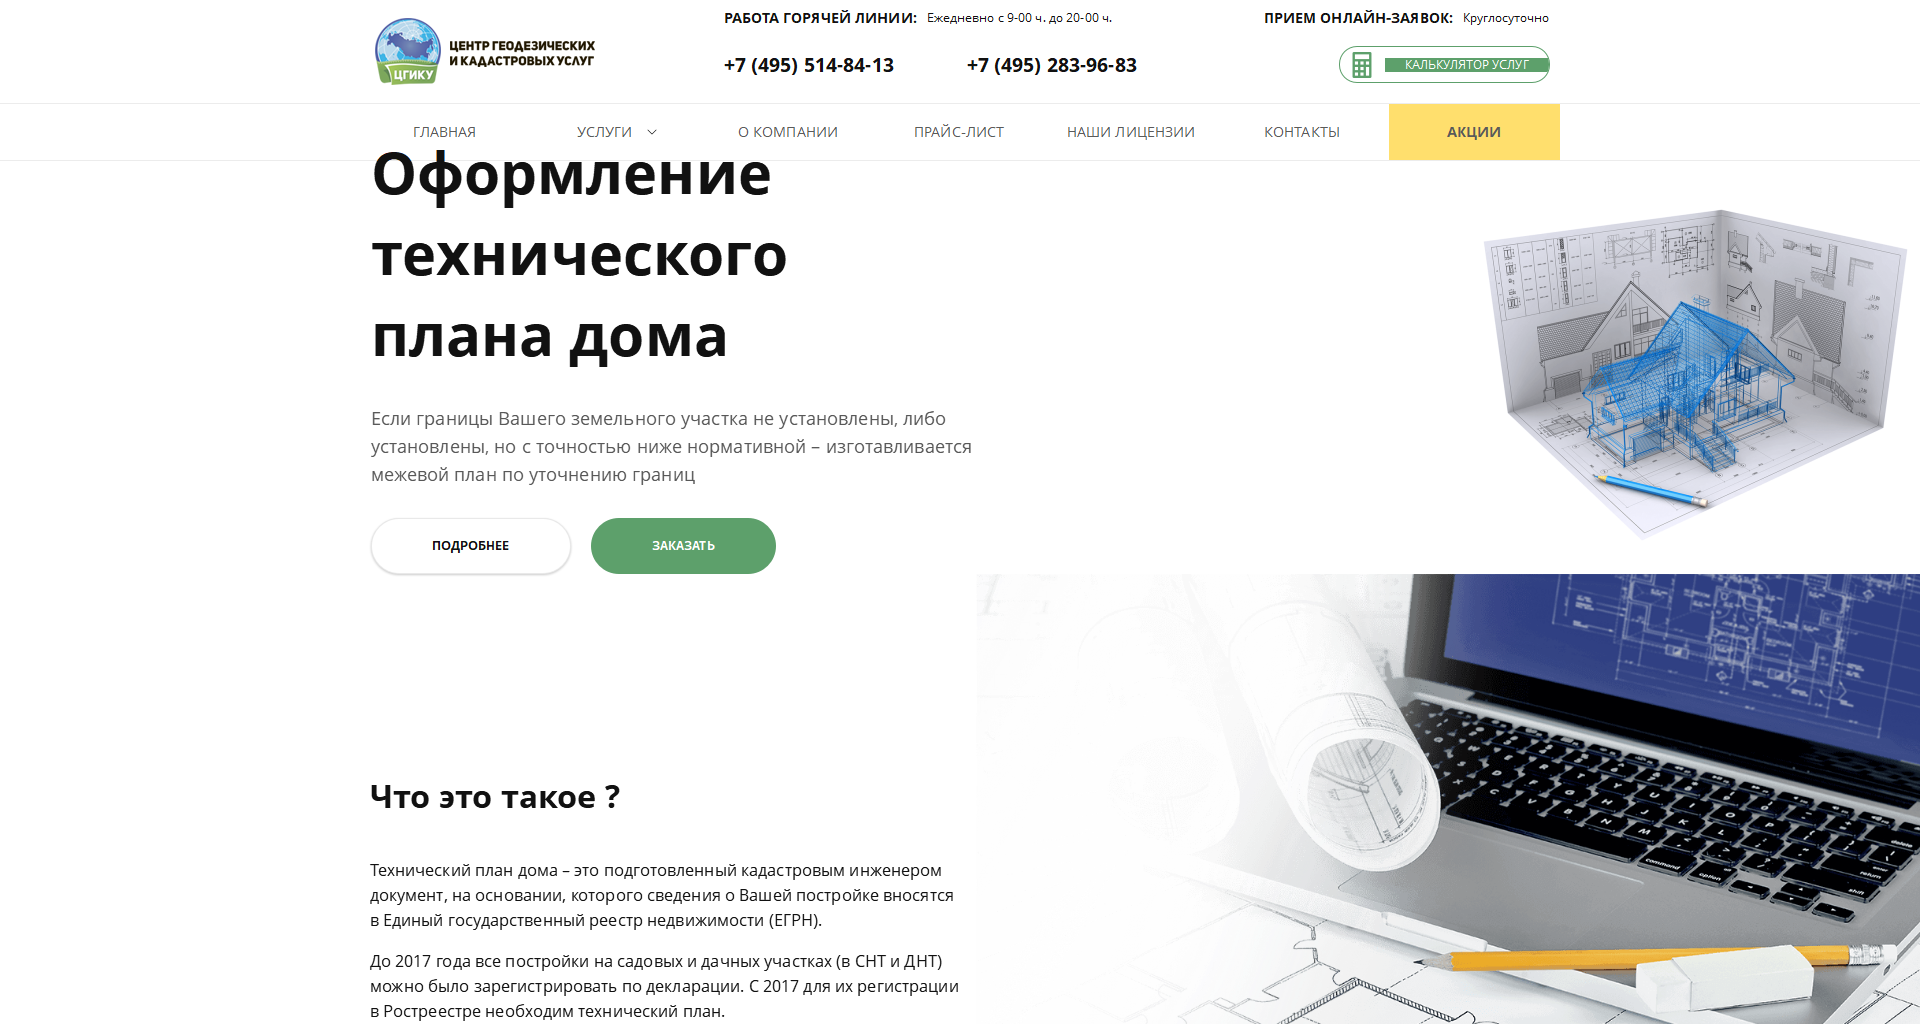 ЦЕНТР ГЕОДЕЗИЧЕСКИХ
И КАДАСТРОВЫХ УСЛУГ
ЦГИКУ
РАБОТА ГОРЯЧЕЙ ЛИНИИ: Ежедневно с 9-00 ч. до 20-00 ч.
ПРИЕМ ОНЛАЙН-ЗАЯВОК: Круглосуточно
+7 (495) 514-84-13 +7 (495) 283-96-83
КАЛЬКУЛЯТОР УСЛУГ
ГЛАВНАЯ УСЛУГИ О КОМПАНИИ ПРАЙС-ЛИСТ НАШИ ЛИЦЕНЗИИ КОНТАКТЫ АКЦИИ
Оформление
технического
плана дома
Если границы Вашего земельного участка не установлены, либо
установлены, но с точностью ниже нормативной – изготавливается
межевой план по уточнению границ
ПОДРОБНЕЕ ЗАКАЗАТЬ
Что это такое ?
Технический план дома – это подготовленный кадастровым инженером
документ, на основании, которого сведения о Вашей постройке вносятся
в Единый государственный реестр недвижимости (ЕГРН).
До 2017 года все постройки на садовых и дачных участках (в СНТ и ДНТ)
можно было зарегистрировать по декларации. С 2017 для их регистрации
в Росреестре необходим технический план.
delete
return
shift
command
option